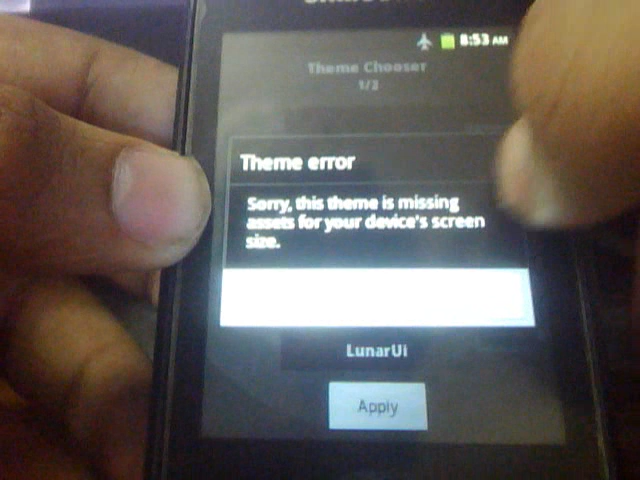 8:53 AM
Theme Chooser
1/2
Theme error
Sorry, this theme is missing
assets for your device's screen
size.
LunarUi
Apply